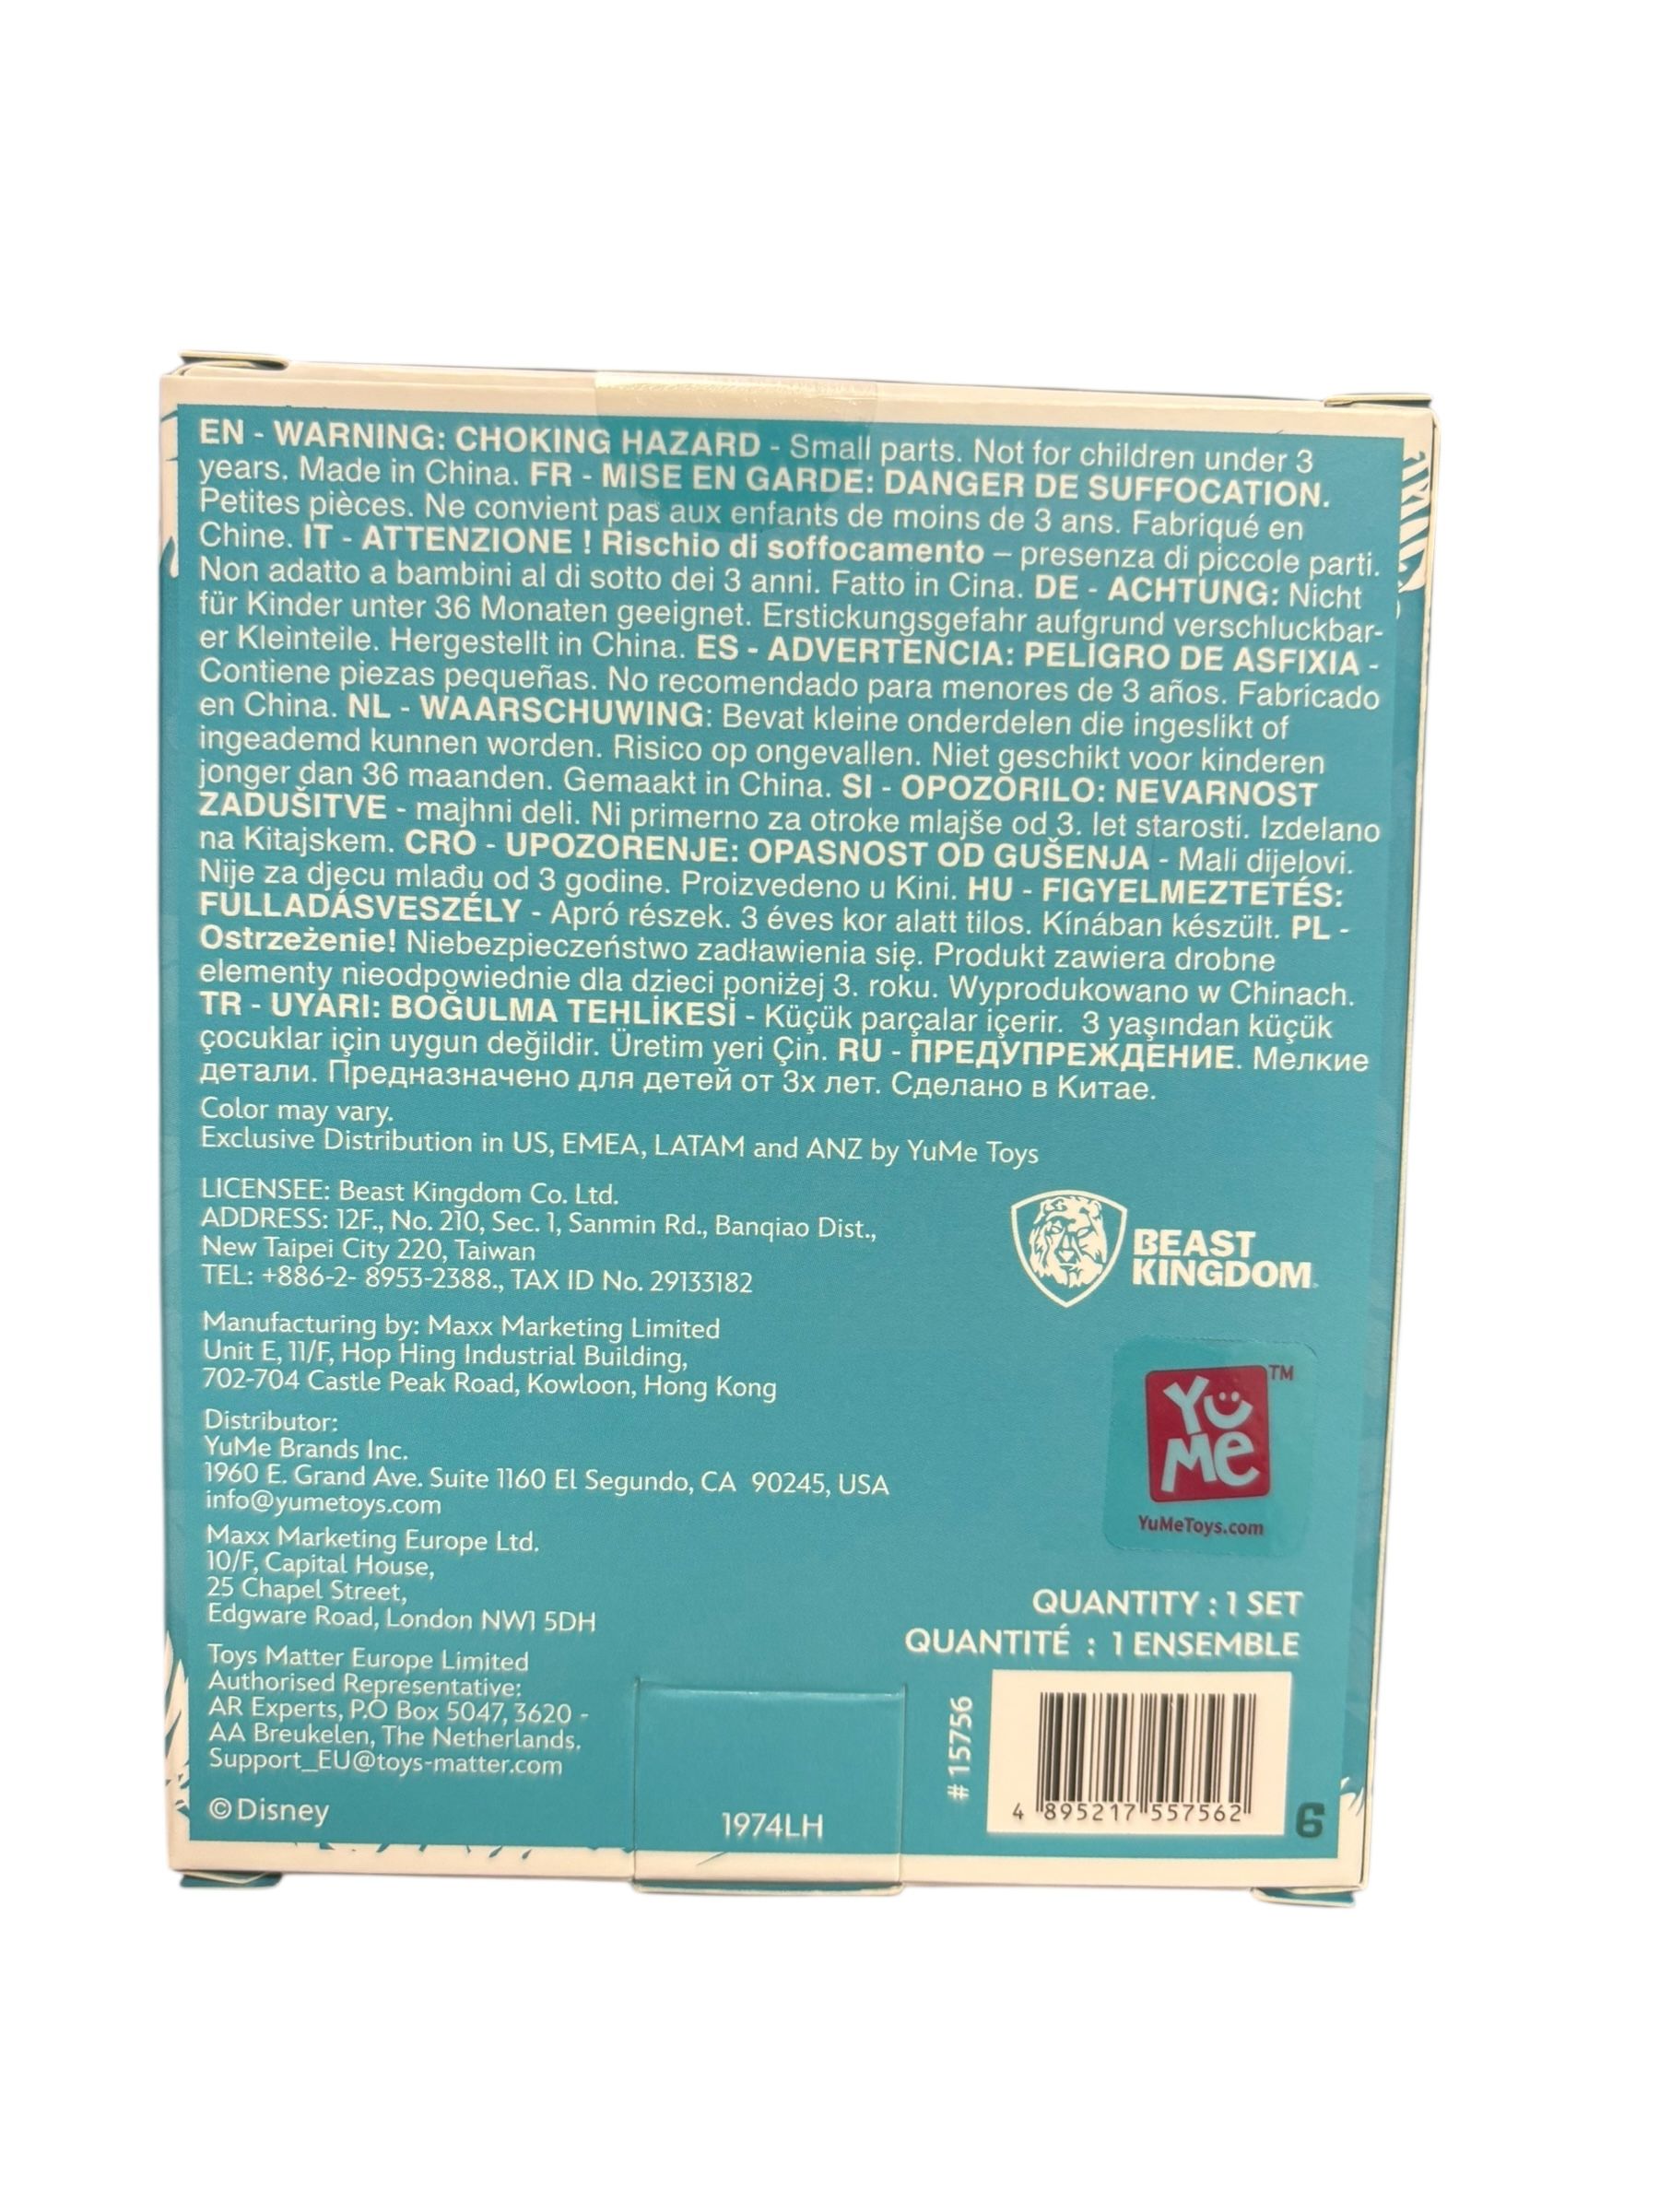 EN - WARNING: CHOKING HAZARD - Small parts. Not for children under 3
years. Made in China. FR - MISE EN GARDE: DANGER DE SUFFOCATION.
Petites pièces. Ne convient pas aux enfants de moins de 3 ans. Fabriqué en
Chine. IT - ATTENZIONE ! Rischio di soffocamento – presenza di piccole parti.
Non adatto a bambini al di sotto dei 3 anni. Fatto in Cina. DE - ACHTUNG: Nicht
für Kinder unter 36 Monaten geeignet. Erstickungsgefahr aufgrund verschluckbar-
er Kleinteile. Hergestellt in China. ES - ADVERTENCIA: PELIGRO DE ASFIXIA -
Contiene piezas pequeñas. No recomendado para menores de 3 años. Fabricado
en China. NL - WAARSCHUWING: Bevat kleine onderdelen die ingeslikt of
ingeademd kunnen worden. Risico op ongevallen. Niet geschikt voor kinderen
jonger dan 36 maanden. Gemaakt in China. SI - OPOZORILO: NEVARNOST
ZADUŠITVE - majhni deli. Ni primerno za otroke mlajše od 3. let starosti. Izdelano
na Kitajskem. CRO - UPOZORENJE: OPASNOST OD GUŠENJA - Mali dijelovi.
Nije za djecu mlađu od 3 godine. Proizvedeno u Kini. HU - FIGYELMEZTETÉS:
FULLADÁSVESZÉLY - Apró részek. 3 éves kor alatt tilos. Kínában készült. PL -
Ostrzeżenie! Niebezpieczeństwo zadławienia się. Produkt zawiera drobne
elementy nieodpowiednie dla dzieci poniżej 3. roku. Wyprodukowano w Chinach.
TR - UYARI: BOĞULMA TEHLİKESİ - Küçük parçalar içerir. 3 yaşından küçük
çocuklar için uygun değildir. Üretim yeri Çin. RU - ПРЕДУПРЕЖДЕНИЕ. Мелкие
детали. Предназначено для детей от 3х лет. Сделано в Китае.
Color may vary.
Exclusive Distribution in US, EMEA, LATAM and ANZ by YuMe Toys
LICENSEE: Beast Kingdom Co. Ltd.
ADDRESS: 12F., No. 210, Sec. 1, Sanmin Rd., Banqiao Dist.,
New Taipei City 220, Taiwan
TEL: +886-2- 8953-2388., TAX ID No. 29133182
BEAST
KINGDOM
Manufacturing by: Maxx Marketing Limited
Unit E, 11/F, Hop Hing Industrial Building,
702-704 Castle Peak Road, Kowloon, Hong Kong
Distributor:
YuMe Brands Inc.
1960 E. Grand Ave. Suite 1160 El Segundo, CA 90245, USA
info@yumetoys.com
Yu
Me
TM
YuMeToys.com
Maxx Marketing Europe Ltd.
10/F, Capital House,
25 Chapel Street,
Edgware Road, London NW1 5DH
Toys Matter Europe Limited
Authorised Representative:
AR Experts, P.O Box 5047, 3620 -
AA Breukelen, The Netherlands.
Support_EU@toys-matter.com
©Disney
1974LH
QUANTITY : 1 SET
QUANTITÉ : 1 ENSEMBLE
# 15756
4 895217 557562
6